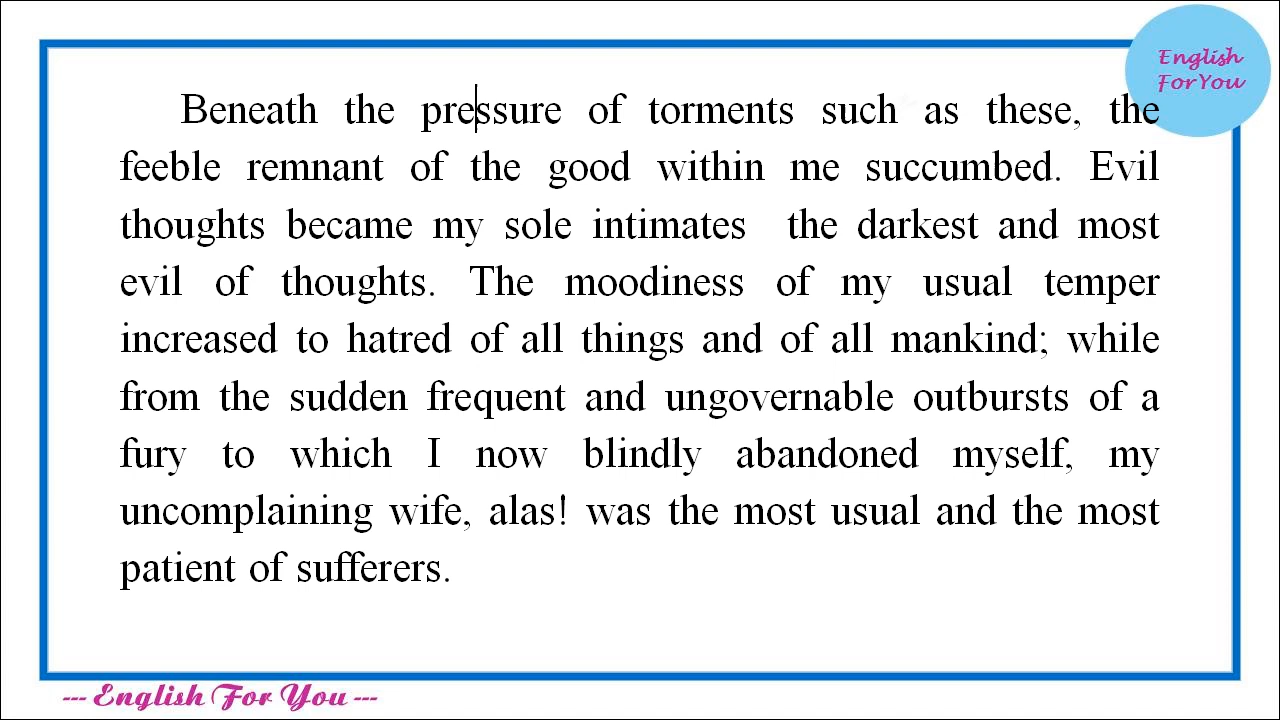 English
ForYou
Beneath the pressure of torments such as these, the
feeble remnant of the good within me succumbed. Evil
thoughts became my sole intimates  the darkest and most
evil of thoughts. The moodiness of my usual temper
increased to hatred of all things and of all mankind; while
from the sudden frequent and ungovernable outbursts of a
fury to which I now blindly abandoned myself, my
uncomplaining wife, alas! was the most usual and the most
patient of sufferers.
--- English For You ---